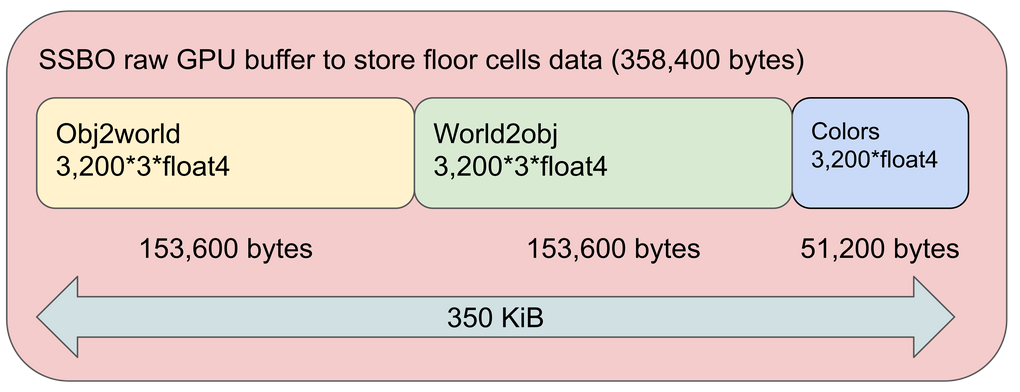 SSBO raw GPU buffer to store floor cells data (358,400 bytes)
Obj2world
3,200*3*float4
World2obj
3,200*3*float4
Colors
3,200*float4
153,600 bytes
153,600 bytes
51,200 bytes
350 KiB